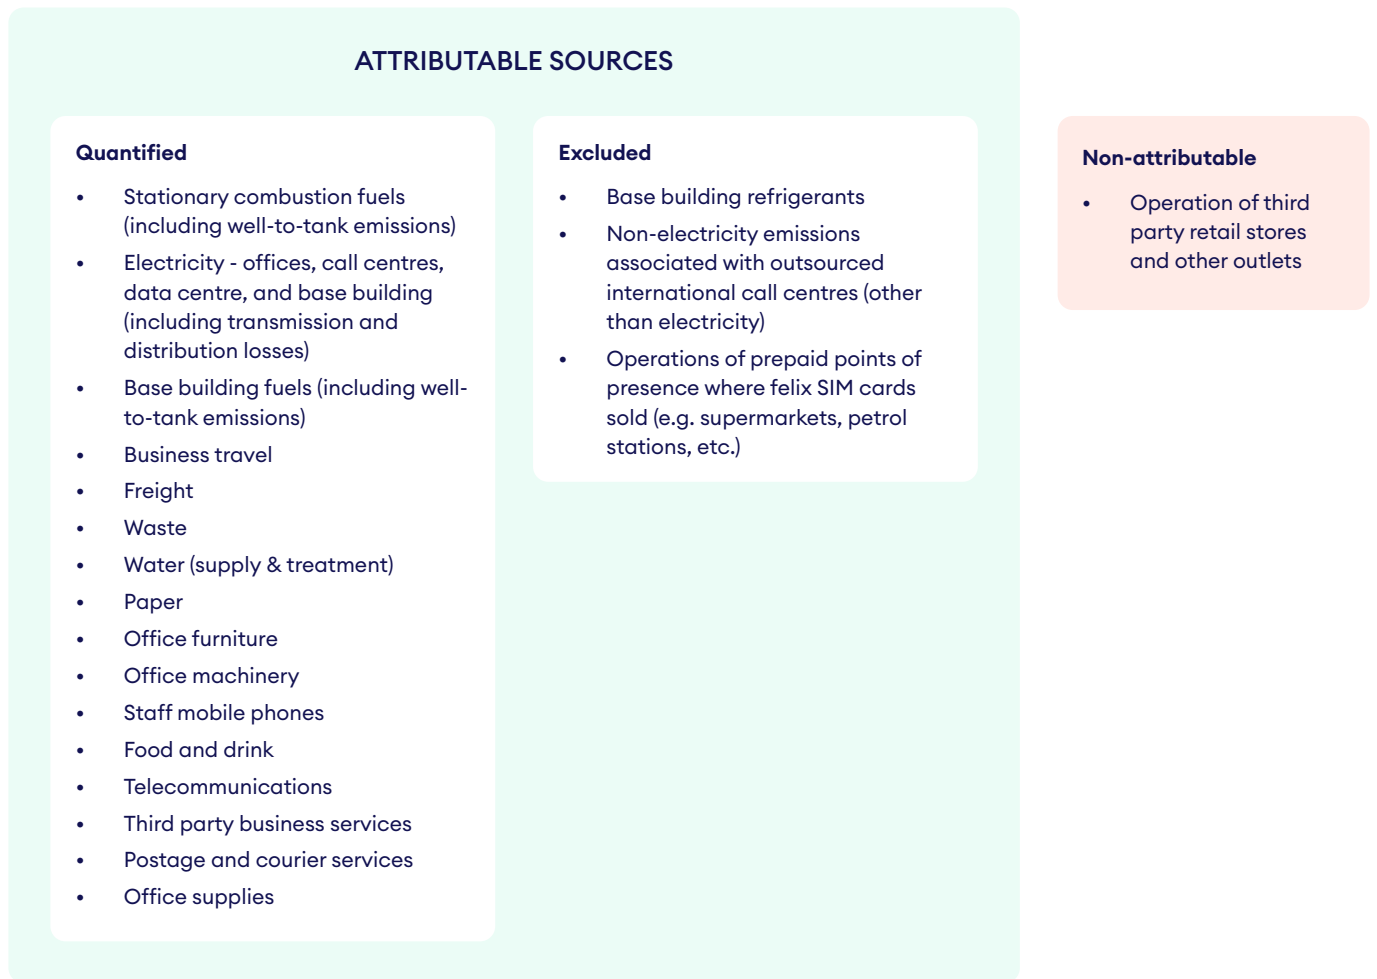 ATTRIBUTABLE SOURCES
Quantified
• Stationary combustion fuels
(including well-to-tank emissions)
• Electricity - offices, call centres,
data centre, and base building
(including transmission and
distribution losses)
• Base building fuels (including well-
to-tank emissions)
• Business travel
• Freight
• Waste
• Water (supply & treatment)
• Paper
• Office furniture
• Office machinery
• Staff mobile phones
• Food and drink
• Telecommunications
• Third party business services
• Postage and courier services
• Office supplies
Excluded
• Base building refrigerants
• Non-electricity emissions
associated with outsourced
international call centres (other
than electricity)
• Operations of prepaid points of
presence where felix SIM cards
sold (e.g. supermarkets, petrol
stations, etc.)
Non-attributable
• Operation of third
party retail stores
and other outlets